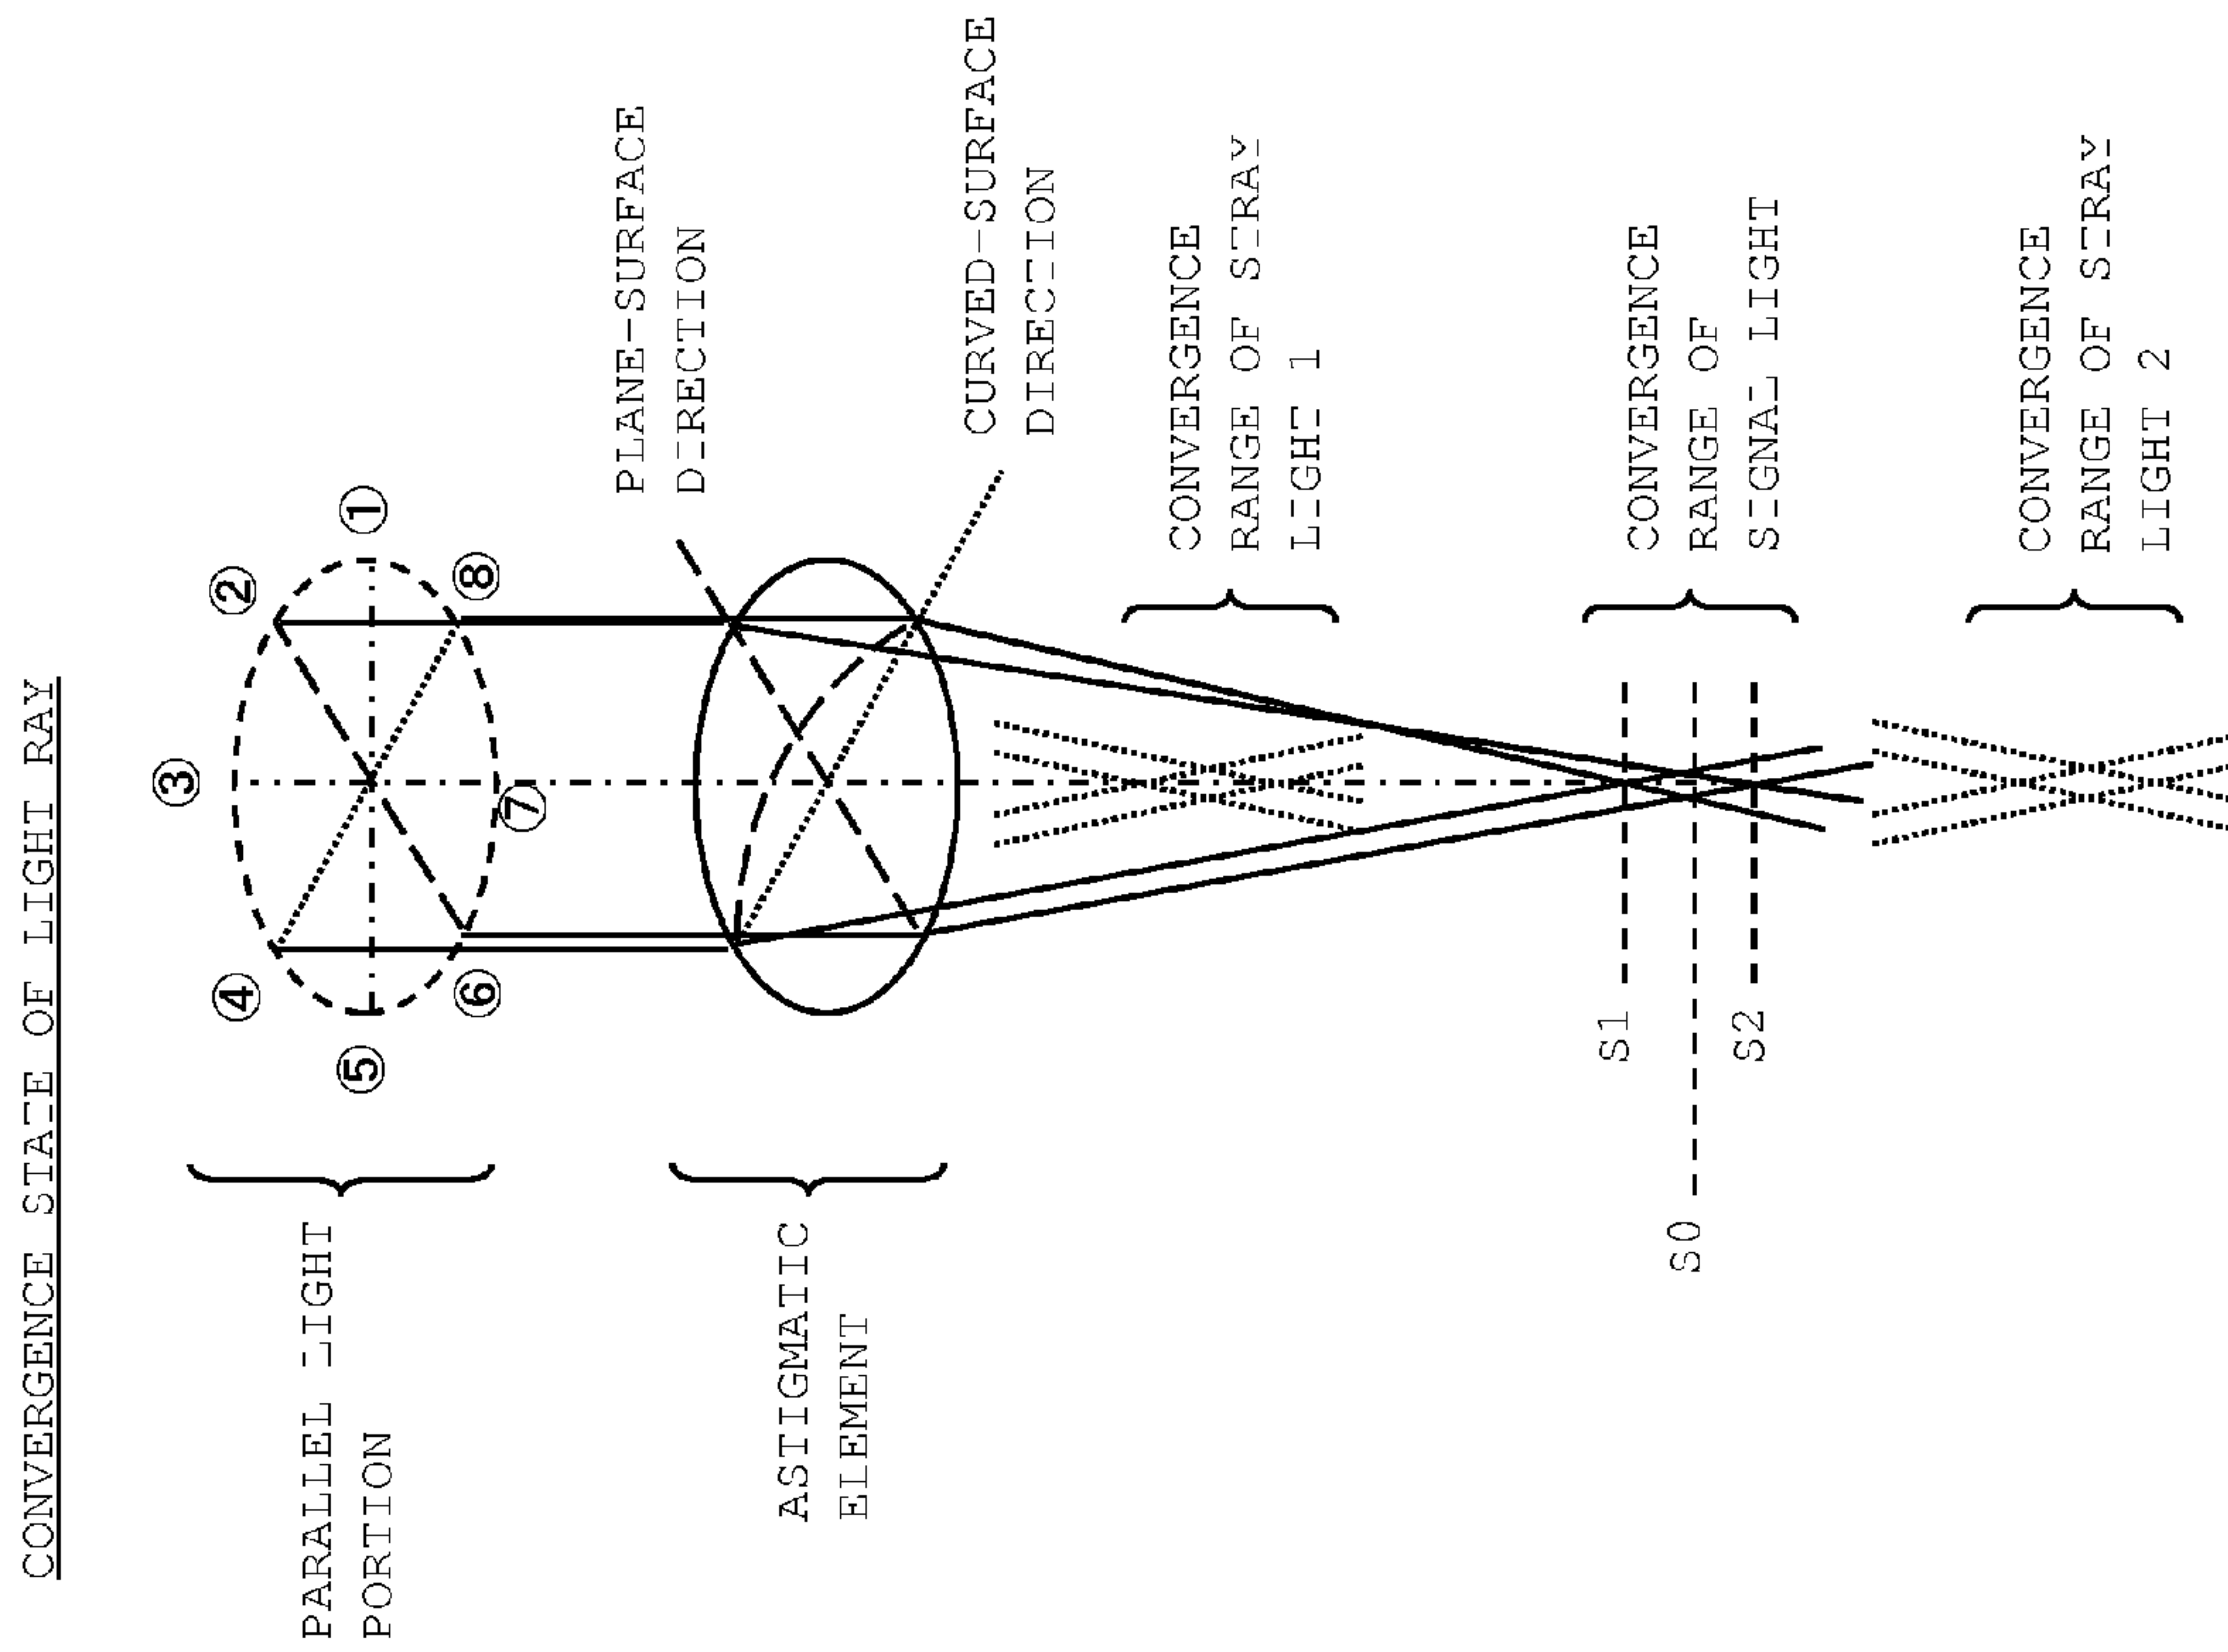 CONVERGENCE STATE OF LIGHT RAY
PARALLEL LIGHT
PORTION
③
②
④
①
⑤
⑧
⑥
⑦
PLANE-SURFACE
DIRECTION
ASTIGMATIC
ELEMENT
CURVED-SURFACE
DIRECTION
CONVERGENCE
RANGE OF STRAY
LIGHT 1
S1
S0
S2
CONVERGENCE
RANGE OF
SIGNAL LIGHT
CONVERGENCE
RANGE OF STRAY
LIGHT 2